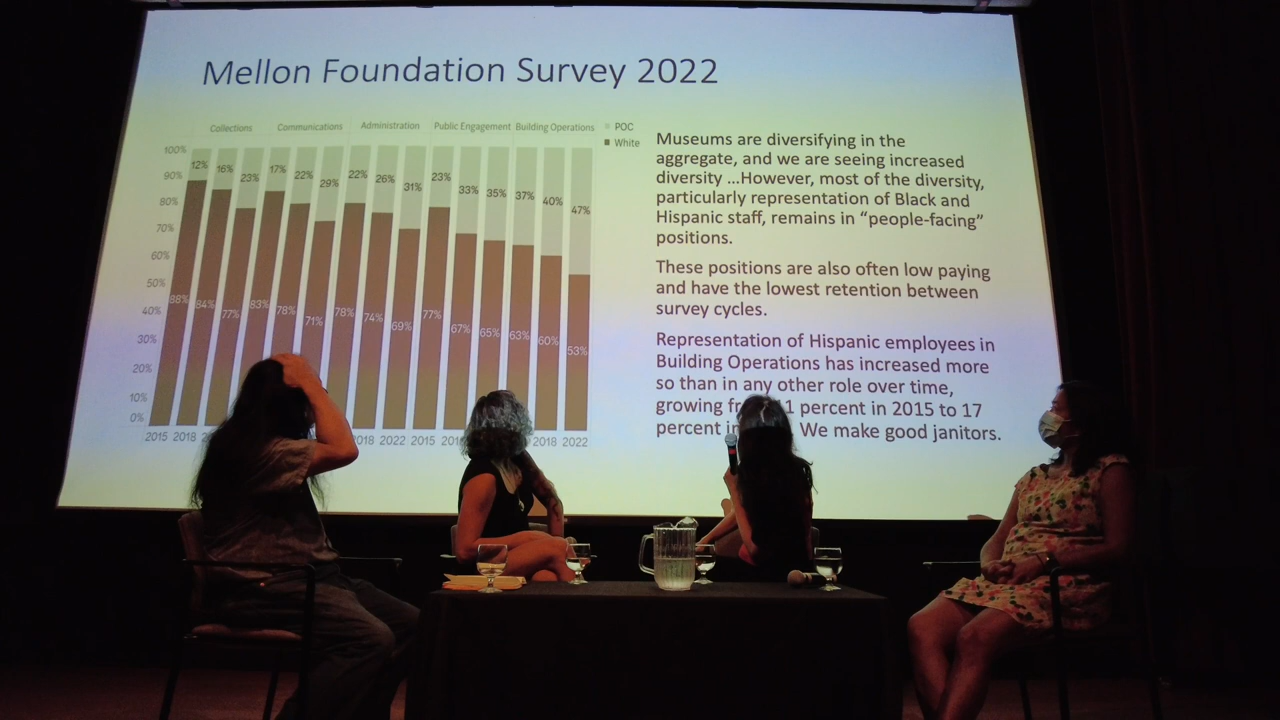 Mellon Foundation Survey 2022
Collections Communications Administration Public Engagement Building Operations
POC
White
100%
90%
80%
70%
60%
50%
40%
30%
20%
10%
0%
12% 16% 23% 17% 22% 29% 22% 26% 31% 23% 33% 35% 37% 40% 47%
88% 84% 77% 83% 78% 71% 78% 74% 69% 77% 67% 65% 63% 60% 53%
2015 2018 2018 2022 2015 2018 2022
Museums are diversifying in the
aggregate, and we are seeing increased
diversity ...However, most of the diversity,
particularly representation of Black and
Hispanic staff, remains in “people-facing”
positions.
These positions are also often low paying
and have the lowest retention between
survey cycles.
Representation of Hispanic employees in
Building Operations has increased more
so than in any other role over time,
growing 1 percent in 2015 to 17
percent We make good janitors.